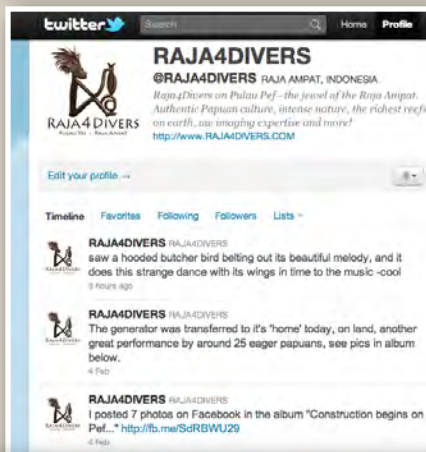 twitter
Search
Home Profile
RAJA4DIVERS
@RAJA4DIVERS RAJA AMPAT, INDONESIA
Raja4Divers on Pulau Pef - the jewel of the Raja Ampat.
Authentic Papuan culture, intense nature, the richest reefs
on earth, uw imaging expertise and more!
http://www.RAJA4DIVERS.COM
RAJA4DIVERS
PULAU PEF - RAJA AMPAT
Edit your profile →
Timeline Favorites Following Followers Lists
RAJA4DIVERS RAJA4DIVERS
saw a hooded butcher bird belting out its beautiful melody, and it
does this strange dance with its wings in time to the music -cool
9 hours ago
RAJA4DIVERS RAJA4DIVERS
The generator was transferred to it's 'home' today, on land, another
great performance by around 25 eager papuans, see pics in album
below.
4 Feb
RAJA4DIVERS RAJA4DIVERS
I posted 7 photos on Facebook in the album "Construction begins on
Pef..." http://fb.me/SdRBWU29
4 Feb